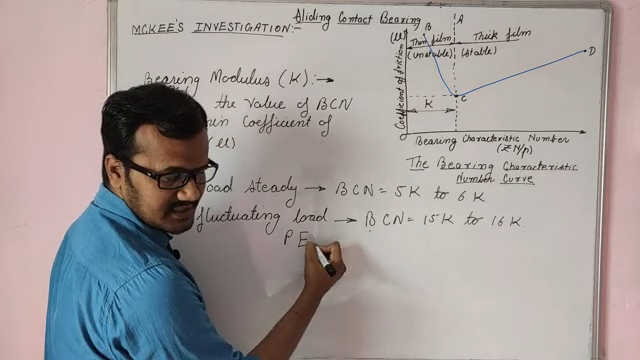 Sliding Contact Bearing
MCKEE'S INVESTIGATION:-
Bearing Modulus (K):→
the value of BCN
min Coefficient of
(μ)
load steady → BCN = 5K to 6K
fluctuating load → BCN = 15K to 16K
P E
A
B
(μ)
Thin film
Thick film
(unstable)
(stable)
D
K
C
Coefficient of friction
Bearing Characteristic Number
(ZN/p)
The Bearing Characteristic
Number Curve